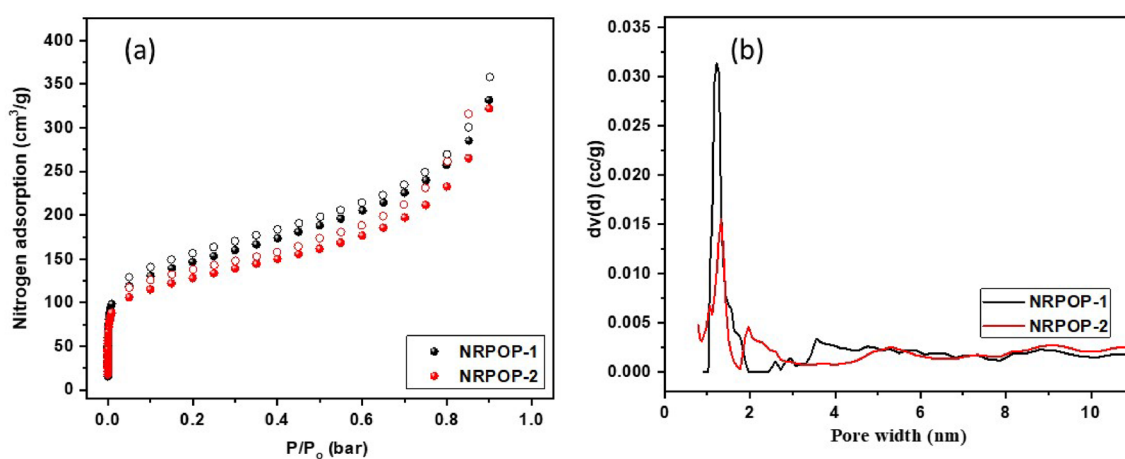 (a)
Nitrogen adsorption (cm³/g)
400
350
300
250
200
150
100
50
0
NRPOP-1
NRPOP-2
0.0 0.2 0.4 0.6 0.8 1.0
P/Pₒ (bar)
(b)
dv(d) (cc/g)
0.030
0.025
0.020
0.015
0.010
0.005
0.000
NRPOP-1
NRPOP-2
0 2 4 6 8 10
Pore width (nm)